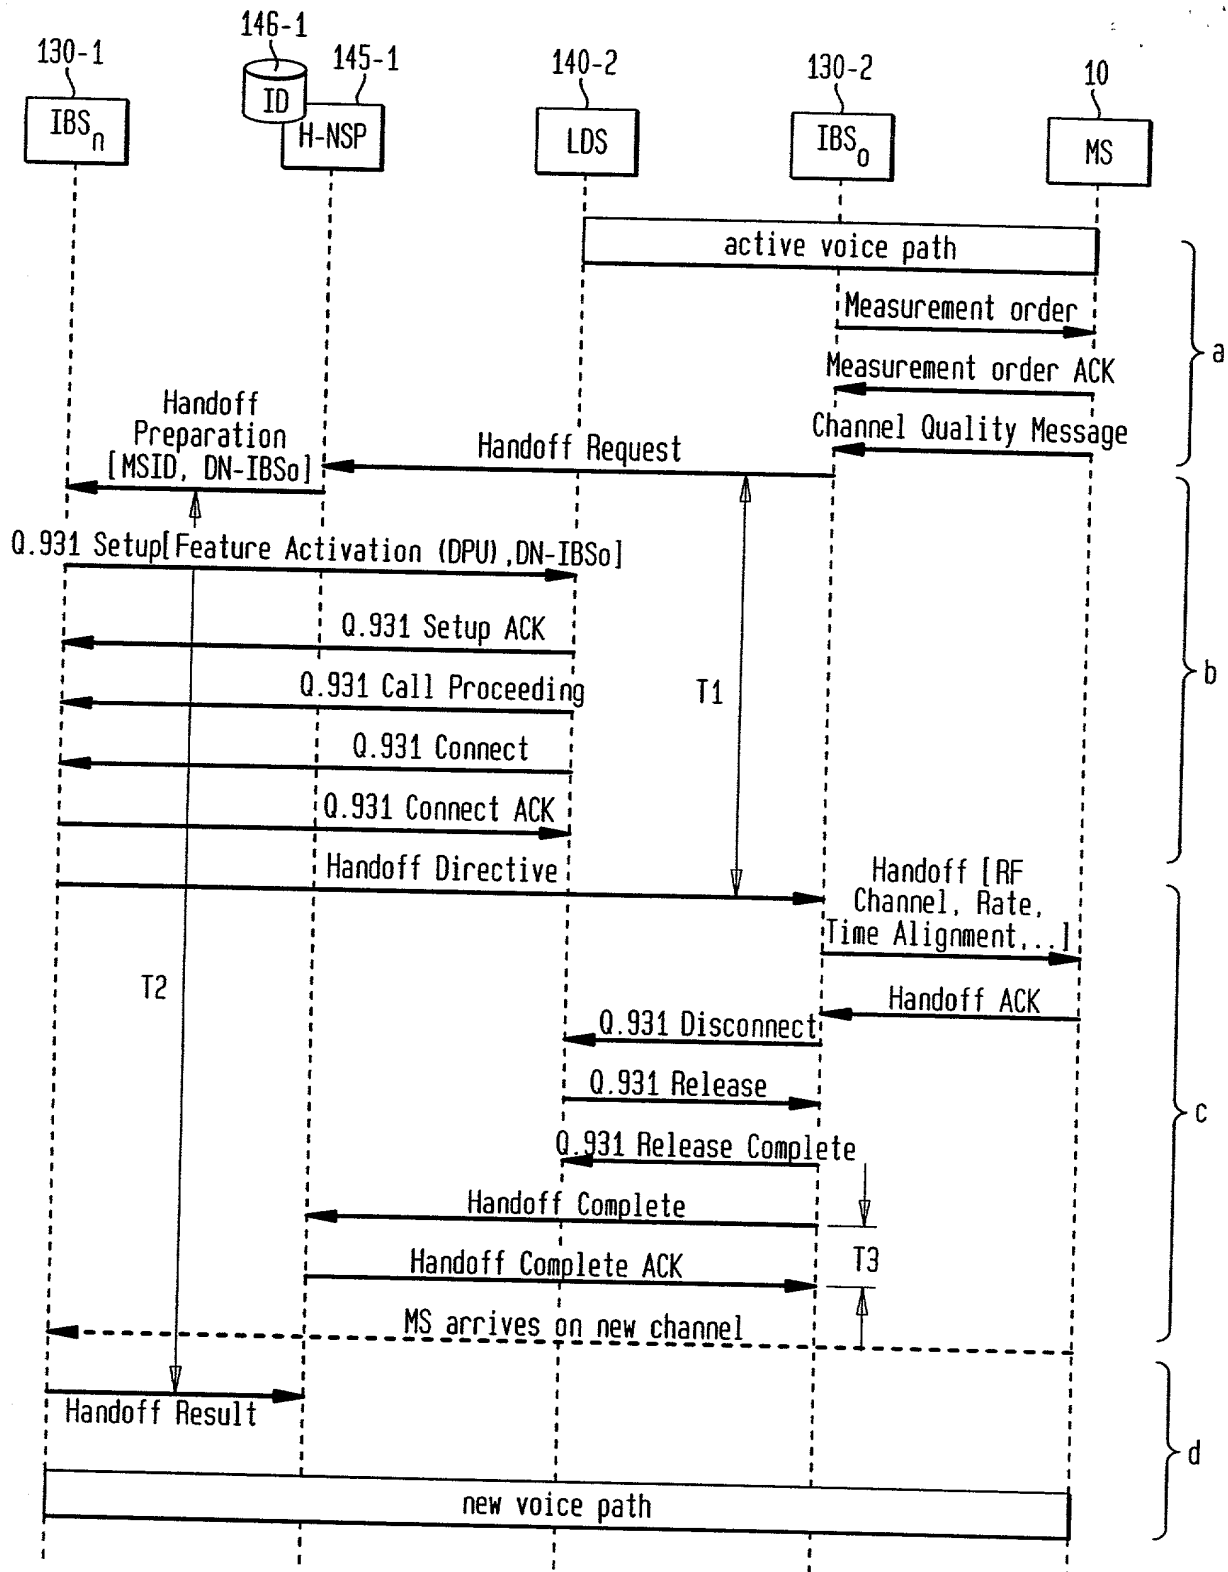 146-1
130-1
145-1
140-2
130-2
10
IBSn
ID
H-NSP
LDS
IBSo
MS
active voice path
Measurement order
a
Measurement order ACK
Handoff
Preparation
[MSID, DN-IBSo]
Channel Quality Message
Handoff Request
Q.931 Setup[Feature Activation (DPU),DN-IBSo]
Q.931 Setup ACK
b
Q.931 Call Proceeding
T1
Q.931 Connect
Q.931 Connect ACK
Handoff Directive
Handoff [RF
Channel, Rate,
Time Alignment,..]
T2
Handoff ACK
Q.931 Disconnect
Q.931 Release
c
Q.931 Release Complete
Handoff Complete
T3
Handoff Complete ACK
MS arrives on new channel
Handoff Result
d
new voice path